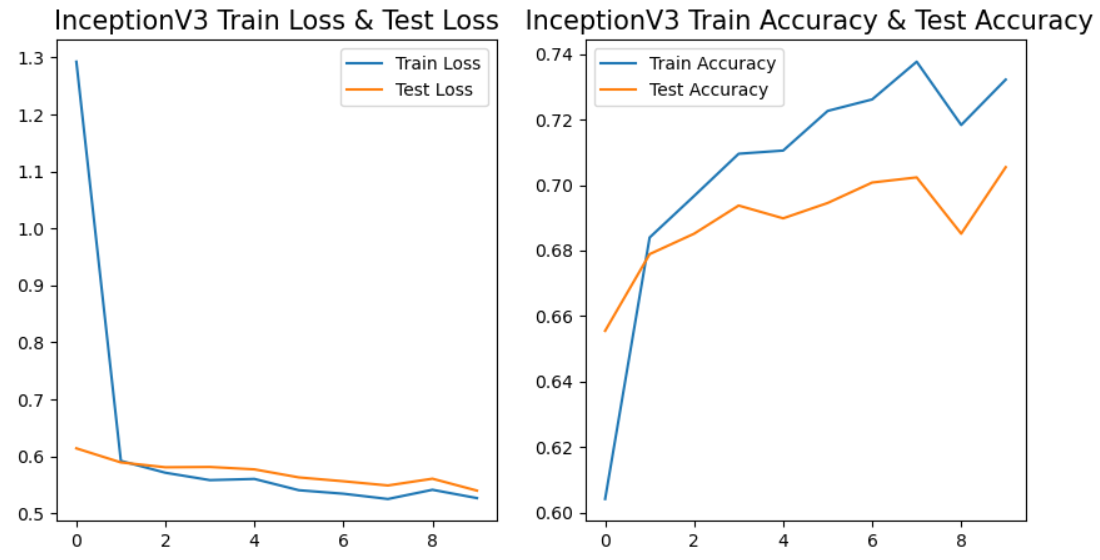 InceptionV3 Train Loss & Test Loss
1.3
1.2
1.1
1.0
0.9
0.8
0.7
0.6
0.5
0 2 4 6 8
Train Loss
Test Loss
InceptionV3 Train Accuracy & Test Accuracy
0.74
0.72
0.70
0.68
0.66
0.64
0.62
0.60
0 2 4 6 8
Train Accuracy
Test Accuracy